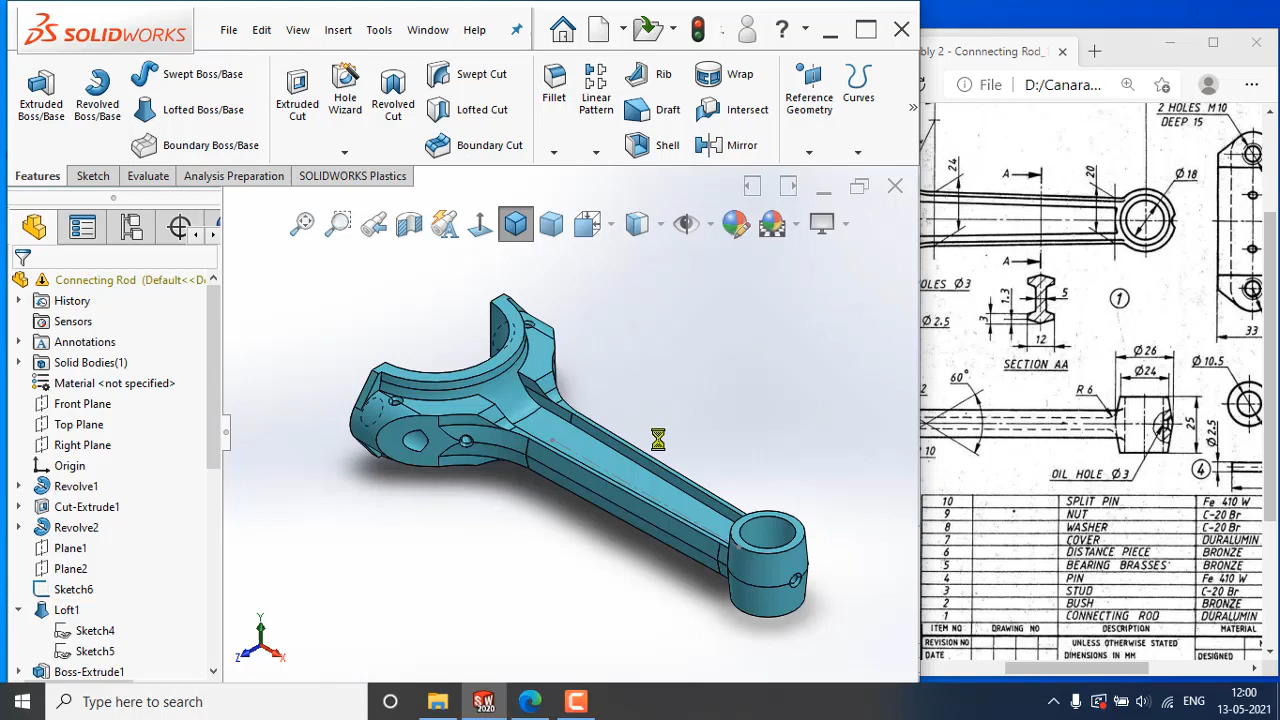 SOLIDWORKS
File
Edit
View
Insert
Tools
Window
Help
?
Extruded Boss/Base
Revolved Boss/Base
Swept Boss/Base
Lofted Boss/Base
Boundary Boss/Base
Extruded Cut
Hole Wizard
Revolved Cut
Swept Cut
Lofted Cut
Boundary Cut
Fillet
Linear Pattern
Rib
Draft
Shell
Wrap
Intersect
Mirror
Reference Geometry
Curves
»
Features
Sketch
Evaluate
Analysis Preparation
SOLIDWORKS Plastics
Connecting Rod (Default<<D
History
Sensors
Annotations
Solid Bodies(1)
Material <not specified>
Front Plane
Top Plane
Right Plane
Origin
Revolve1
Cut-Extrude1
Revolve2
Plane1
Plane2
Sketch6
Loft1
Sketch4
Sketch5
Boss-Extrude1
Y
Z
X
bly 2 - Connnecting Rod_
File
D:/Canara...
2 HOLES M10
DEEP 15
24
A
20
Ø18
A
OLES Ø3
Ø2.5
1.3
5
3
12
SECTION AA
1
33
Ø26
Ø24
Ø10.5
2
60°
R 6
25
Ø2.5
10
OIL HOLE Ø3
4
10 SPLIT PIN Fe 410 W
9 NUT C-20 Br
8 WASHER C-20 Br
7 COVER DURALUMIN
6 DISTANCE PIECE BRONZE
5 BEARING BRASSES BRONZE
4 PIN Fe 410 W
3 STUD C-20 Br
2 BUSH BRONZE
1 CONNECTING ROD DURALUMIN
ITEM NO DRAWING NO DESCRIPTION MATERIAL
REVISION NO UNLESS OTHERWISE STATED
DATE DIMENSIONS IN MM DESIGNED
Type here to search
SW
2020
ENG
12:00
13-05-2021